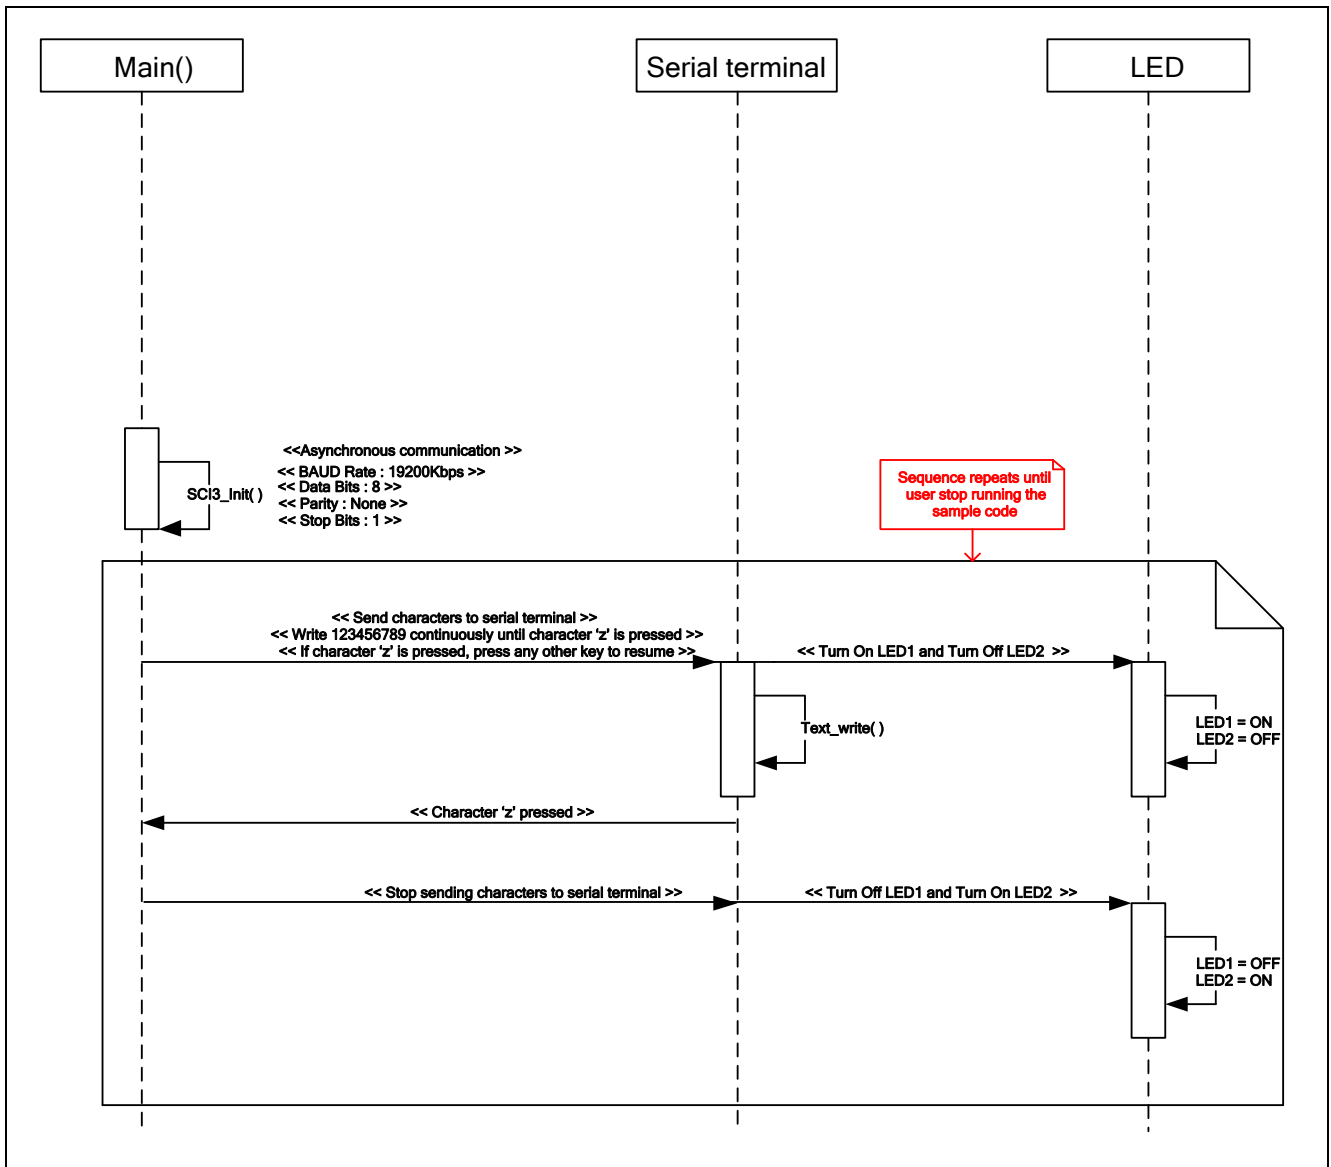 Main()
Serial terminal
LED
<<Asynchronous communication >>
<< BAUD Rate : 19200Kbps >>
<< Data Bits : 8 >>
<< Parity : None >>
<< Stop Bits : 1 >>
SCI3_Init( )
Sequence repeats until
user stop running the
sample code
<< Send characters to serial terminal >>
<< Write 123456789 continuously until character ‘z’ is pressed >>
<< If character ‘z’ is pressed, press any other key to resume >>
<< Turn On LED1 and Turn Off LED2 >>
Text_write( )
LED1 = ON
LED2 = OFF
<< Character ‘z’ pressed >>
<< Stop sending characters to serial terminal >>
<< Turn Off LED1 and Turn On LED2 >>
LED1 = OFF
LED2 = ON